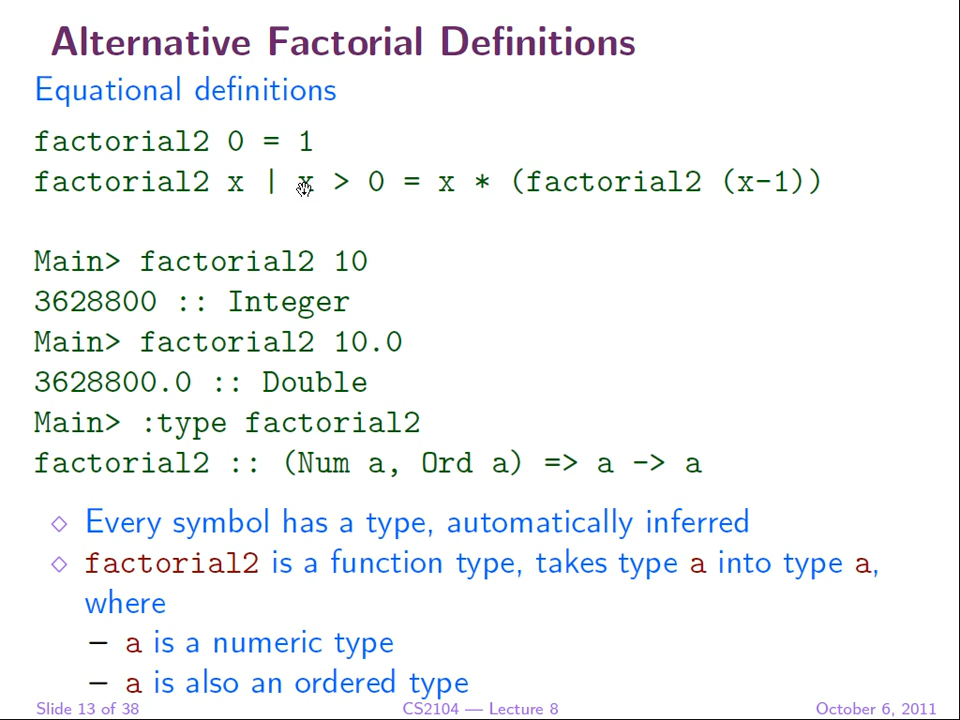 Alternative Factorial Definitions
Equational definitions
factorial2 0 = 1
factorial2 x | x > 0 = x * (factorial2 (x-1))
Main> factorial2 10
3628800 :: Integer
Main> factorial2 10.0
3628800.0 :: Double
Main> :type factorial2
factorial2 :: (Num a, Ord a) => a -> a
◇ Every symbol has a type, automatically inferred
◇ factorial2 is a function type, takes type a into type a,
where
– a is a numeric type
– a is also an ordered type
Slide 13 of 38 CS2104 — Lecture 8 October 6, 2011